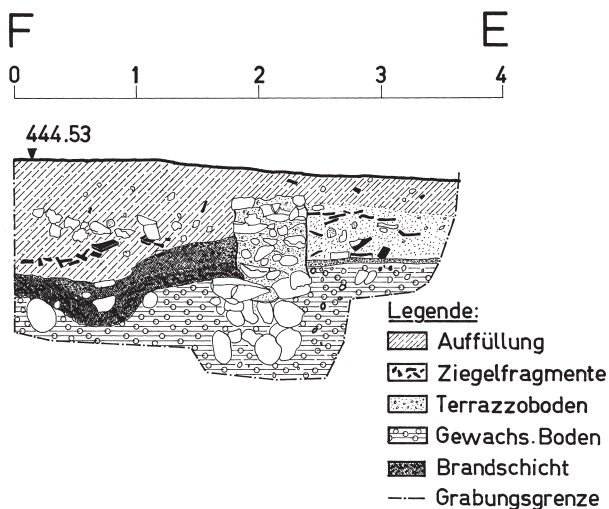 F E
0 1 2 3 4
444.53
Legende:
Auffüllung
Ziegelfragmente
Terrazzoboden
Gewachs. Boden
Brandschicht
Grabungsgrenze